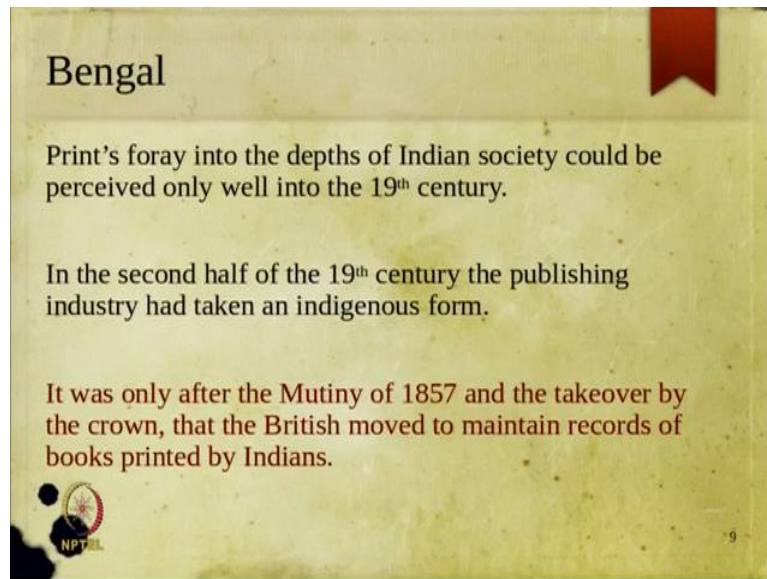 Bengal
Print's foray into the depths of Indian society could be
perceived only well into the 19th century.
In the second half of the 19th century the publishing
industry had taken an indigenous form.
It was only after the Mutiny of 1857 and the takeover by
the crown, that the British moved to maintain records of
books printed by Indians.
NPTEL
9